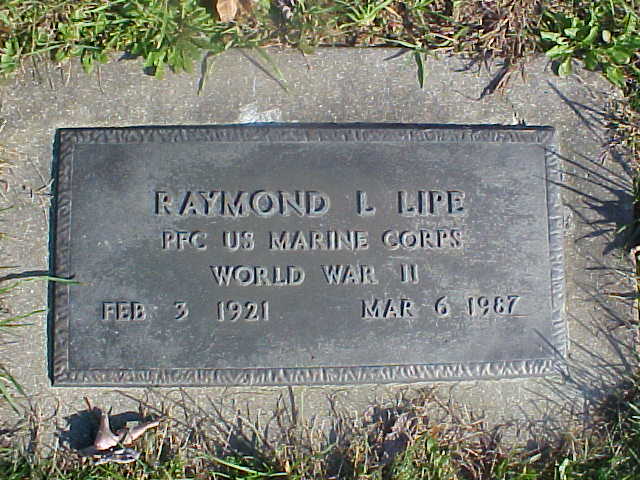 RAYMOND L LIPE
PFC US MARINE CORPS
WORLD WAR II
FEB 3 1921 MAR 6 1987